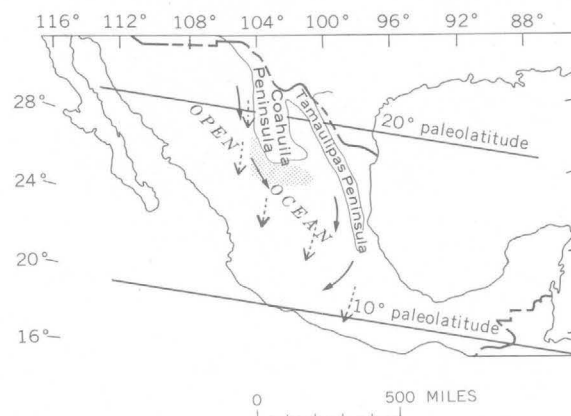 116° 112° 108° 104° 100° 96° 92° 88°
28°
24°
20°
16°
Coahuila
Peninsula
Tamaulipas Peninsula
OPEN
OCEAN
20° paleolatitude
10° paleolatitude
0 500 MILES